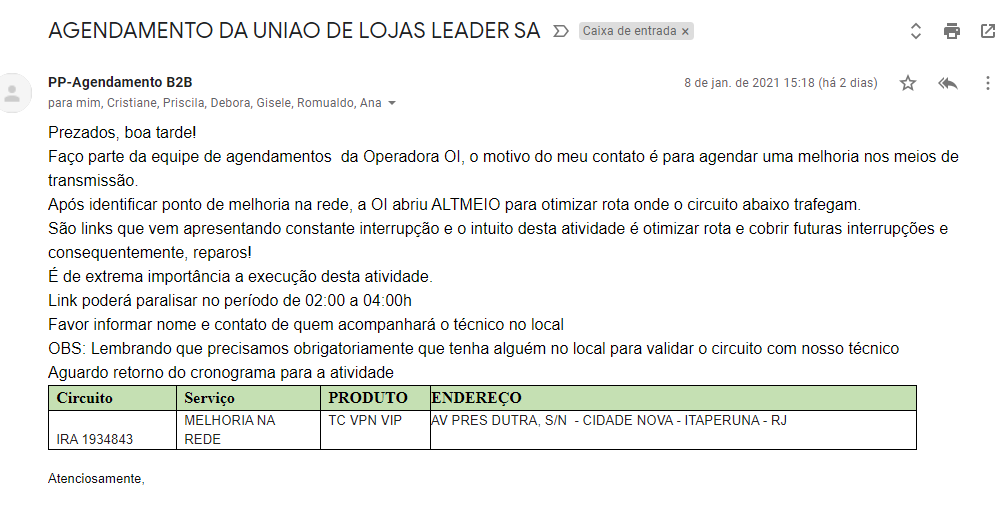 AGENDAMENTO DA UNIAO DE LOJAS LEADER SA Caixa de entrada ×
PP-Agendamento B2B 8 de jan. de 2021 15:18 (há 2 dias)
para mim, Cristiane, Priscila, Debora, Gisele, Romualdo, Ana
Prezados, boa tarde!
Faço parte da equipe de agendamentos da Operadora OI, o motivo do meu contato é para agendar uma melhoria nos meios de
transmissão.
Após identificar ponto de melhoria na rede, a OI abriu ALTMEIO para otimizar rota onde o circuito abaixo trafegam.
São links que vem apresentando constante interrupção e o intuito desta atividade é otimizar rota e cobrir futuras interrupções e
consequentemente, reparos!
É de extrema importância a execução desta atividade.
Link poderá paralisar no período de 02:00 a 04:00h
Favor informar nome e contato de quem acompanhará o técnico no local
OBS: Lembrando que precisamos obrigatoriamente que tenha alguém no local para validar o circuito com nosso técnico
Aguardo retorno do cronograma para a atividade
Circuito Serviço PRODUTO ENDEREÇO
IRA 1934843 MELHORIA NA TC VPN VIP AV PRES DUTRA, S/N - CIDADE NOVA - ITAPERUNA - RJ
REDE
Atenciosamente,